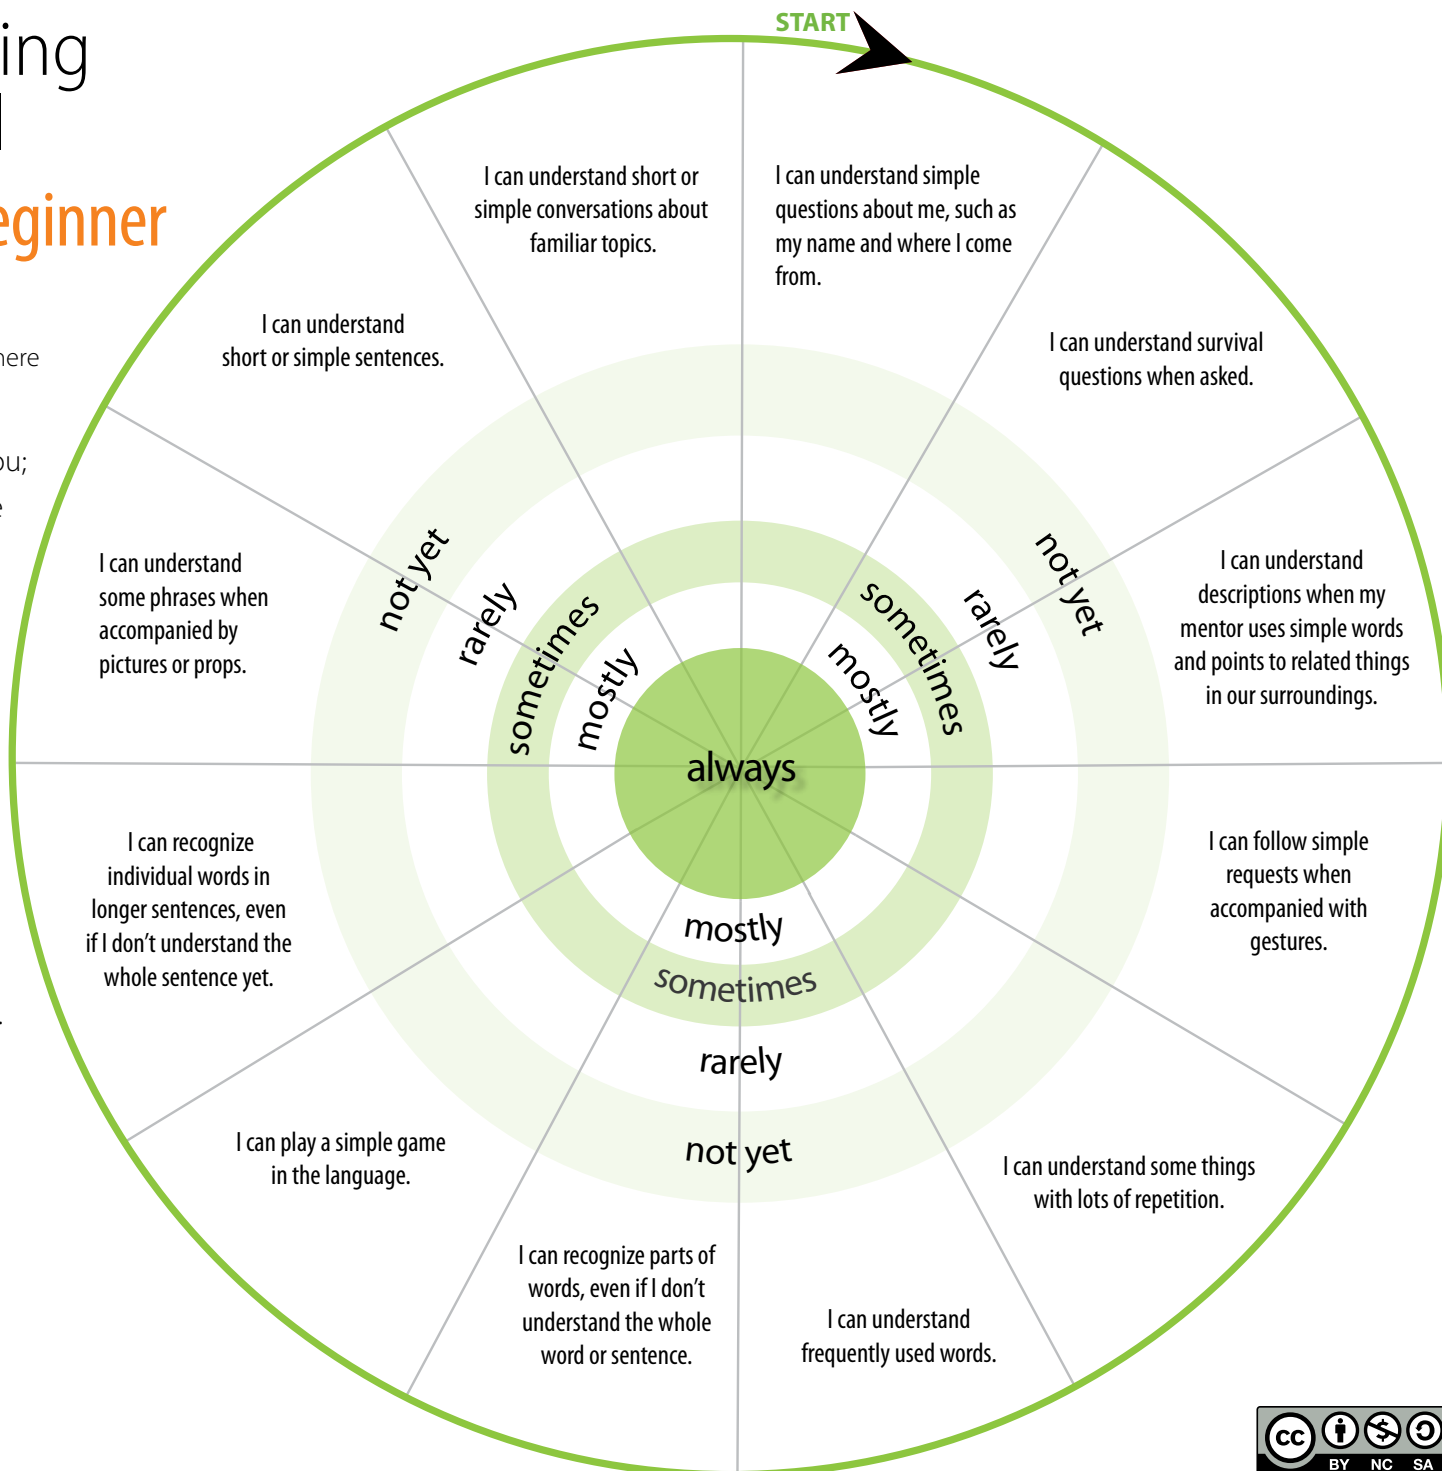 ing
eginner
here
ou;
e
START
I can understand simple
questions about me, such as
my name and where I come
from.
I can understand survival
questions when asked.
I can understand
descriptions when my
mentor uses simple words
and points to related things
in our surroundings.
I can follow simple
requests when
accompanied with
gestures.
I can understand some things
with lots of repetition.
I can understand
frequently used words.
I can recognize parts of
words, even if I don’t
understand the whole
word or sentence.
I can play a simple game
in the language.
I can recognize
individual words in
longer sentences, even
if I don’t understand the
whole sentence yet.
I can understand
some phrases when
accompanied by
pictures or props.
I can understand
short or simple sentences.
I can understand short or
simple conversations about
familiar topics.
not yet
rarely
sometimes
mostly
not yet
rarely
sometimes
mostly
always
mostly
sometimes
rarely
not yet
cc
BY NC SA